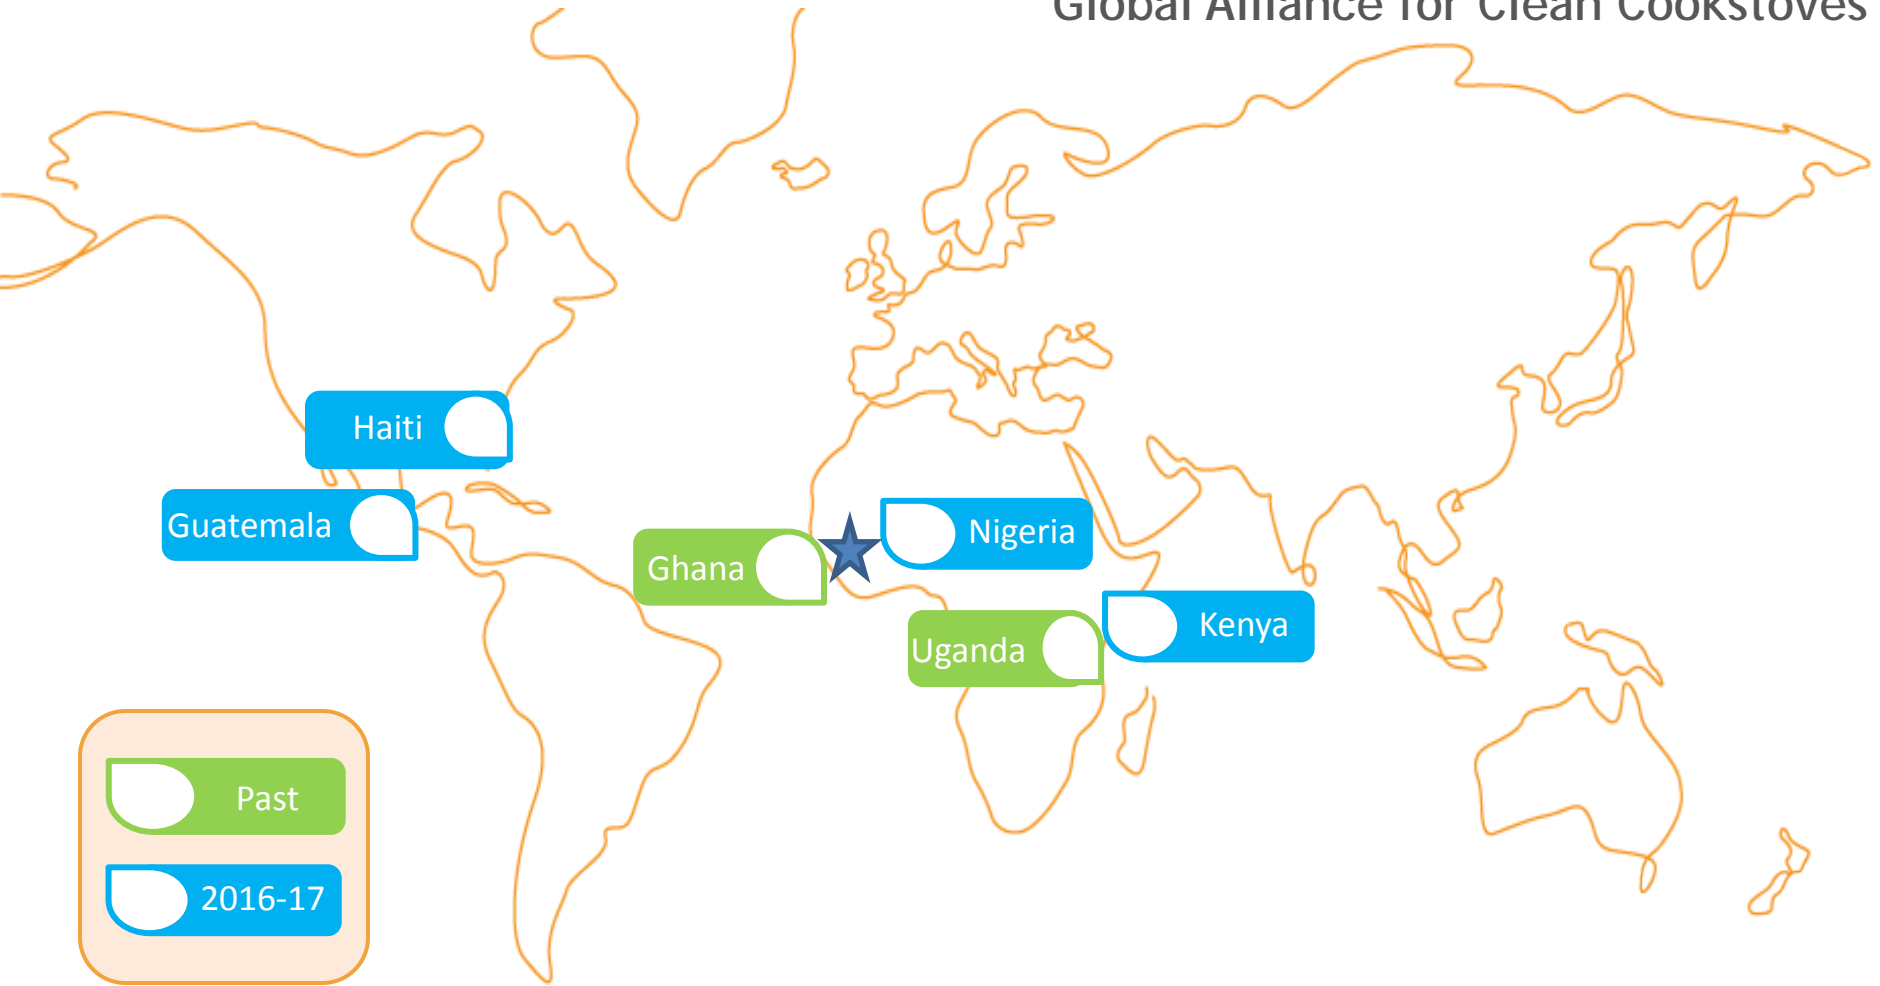 Global Alliance for Clean Cookstoves
Haiti
Guatemala
Nigeria
Ghana
Kenya
Uganda
Past
2016-17